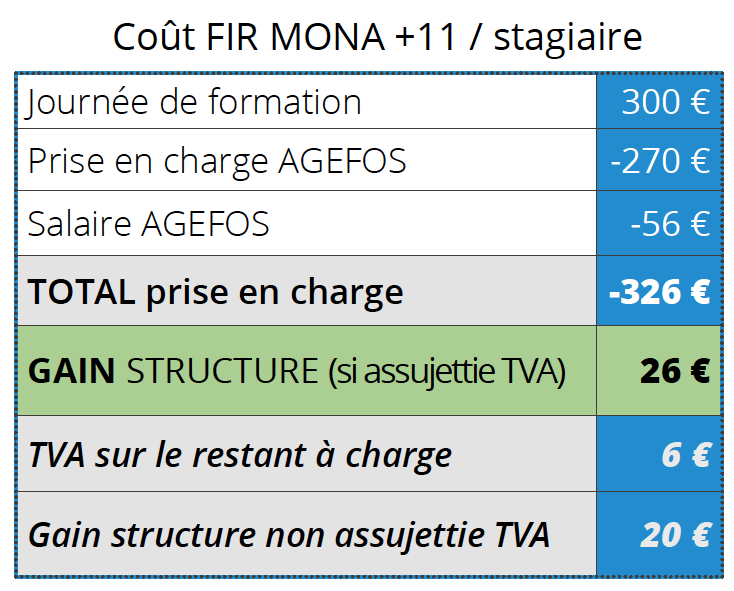 Coût FIR MONA +11 / stagiaire
Journée de formation 300 €
Prise en charge AGEFOS -270 €
Salaire AGEFOS -56 €
TOTAL prise en charge -326 €
GAIN STRUCTURE (si assujettie TVA) 26 €
TVA sur le restant à charge 6 €
Gain structure non assujettie TVA 20 €